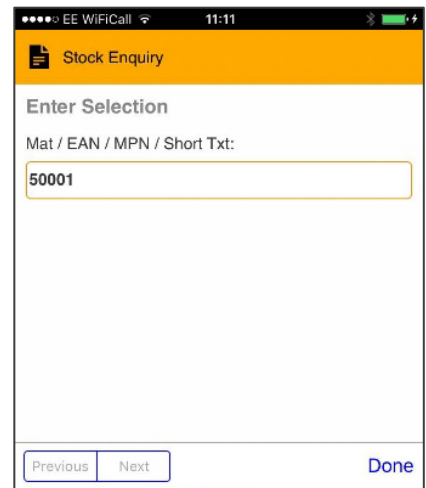 EE WiFiCall 11:11
Stock Enquiry
Enter Selection
Mat / EAN / MPN / Short Txt:
50001
Previous Next Done